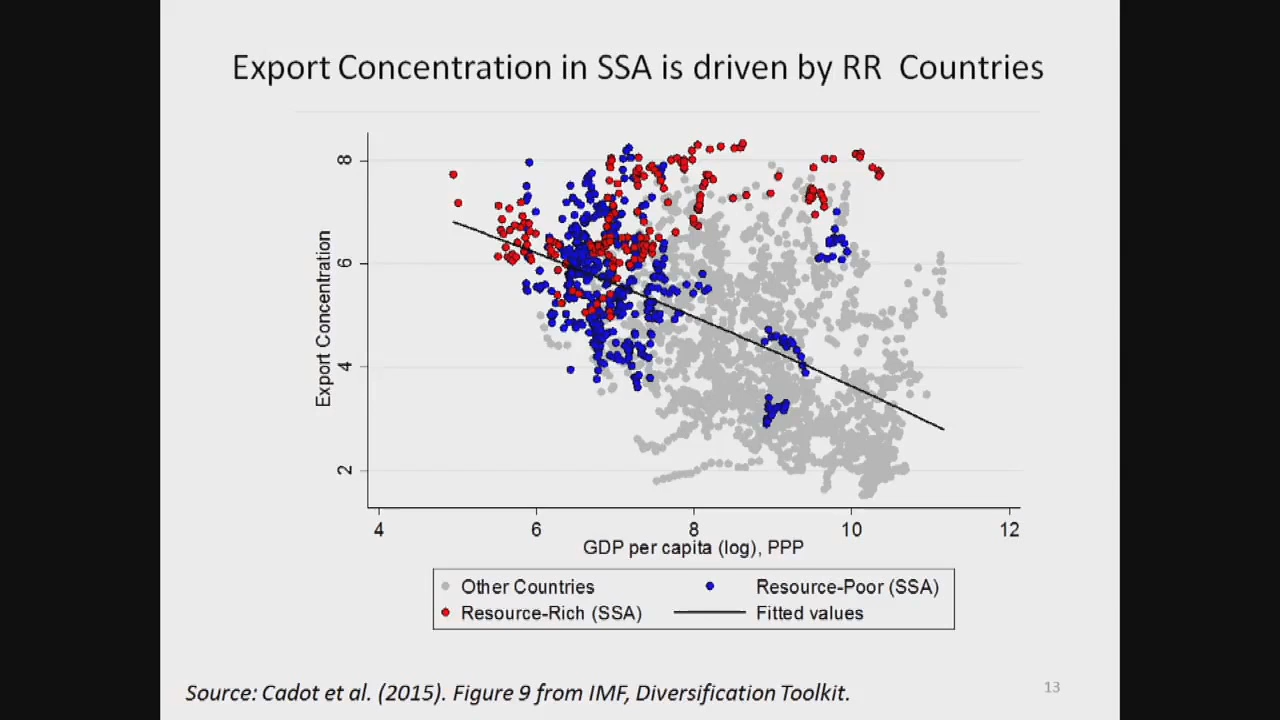 Export Concentration in SSA is driven by RR Countries
Export Concentration
8
6
4
2
4 6 8 10 12
GDP per capita (log), PPP
Other Countries Resource-Poor (SSA)
Resource-Rich (SSA) Fitted values
Source: Cadot et al. (2015). Figure 9 from IMF, Diversification Toolkit.
13